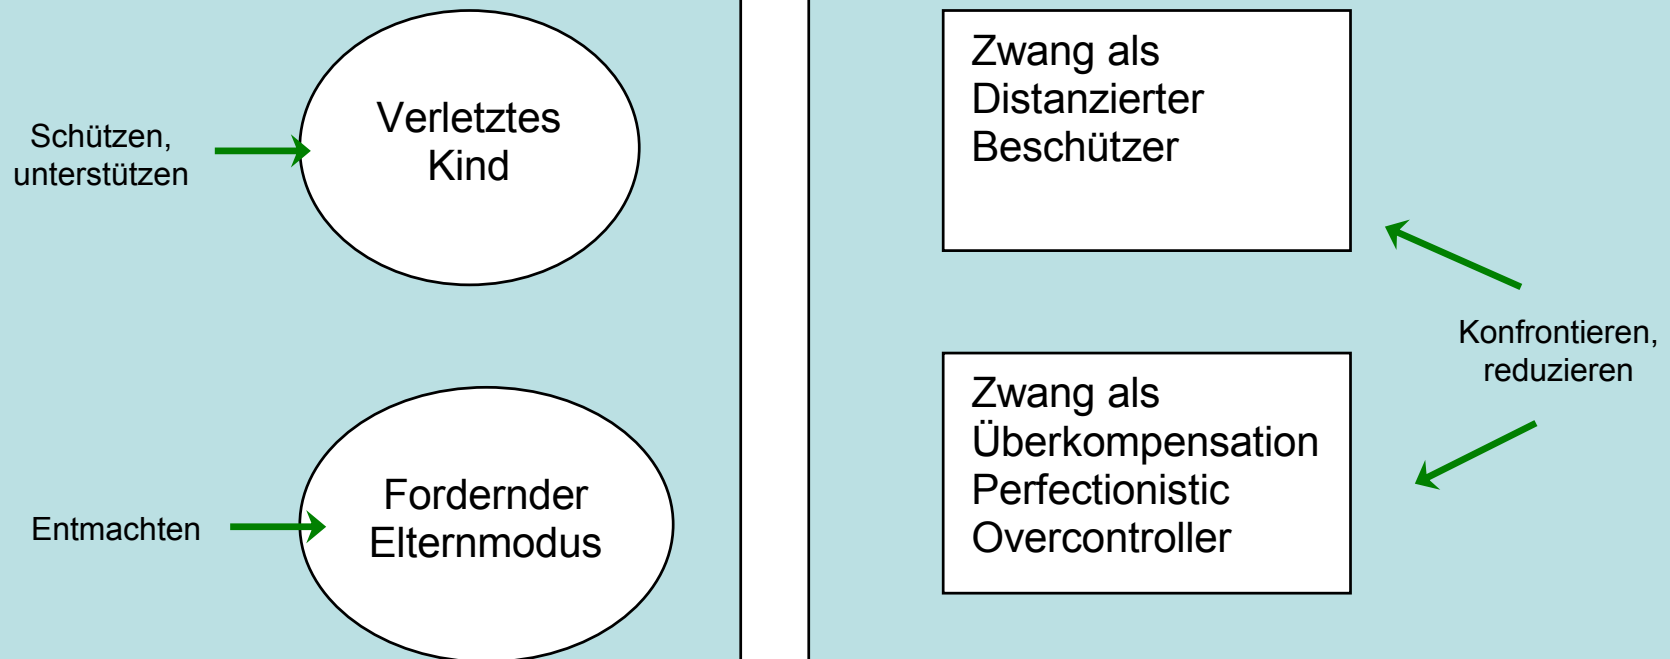 Schützen,
unterstützen
Verletztes
Kind
Entmachten
Fordernder
Elternmodus
Zwang als
Distanzierter
Beschützer
Zwang als
Überkompensation
Perfectionistic
Overcontroller
Konfrontieren,
reduzieren